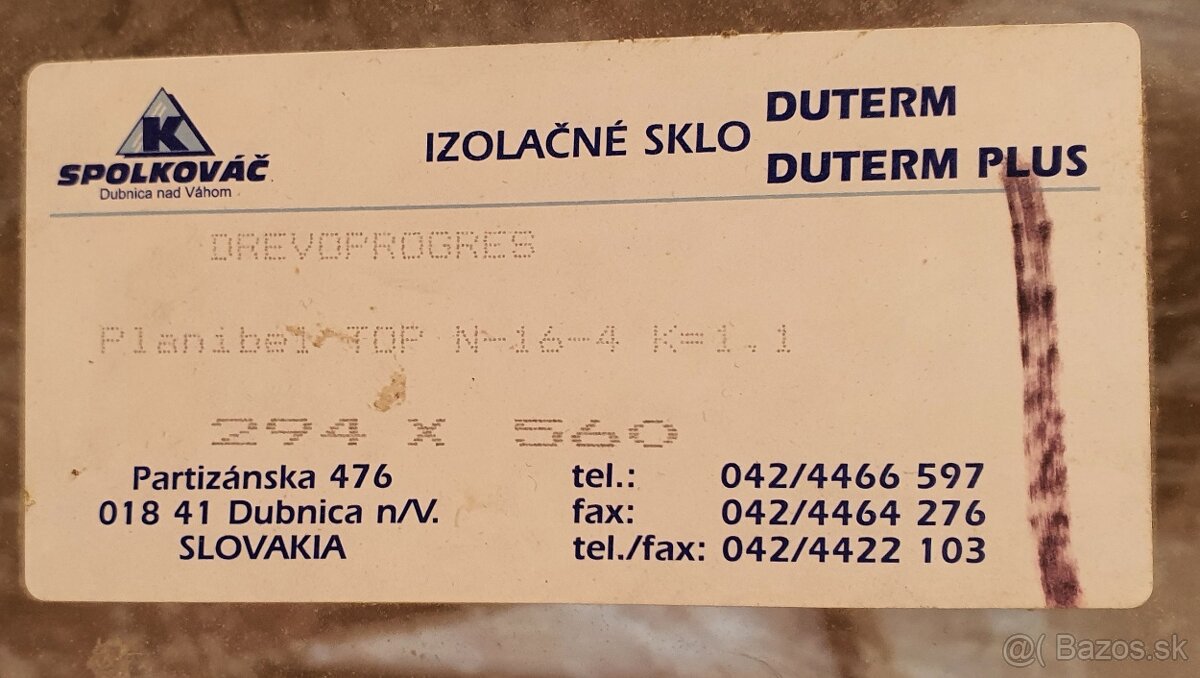 K
SPOLKOVÁČ
Dubnica nad Váhom
IZOLAČNÉ SKLO
DUTERM
DUTERM PLUS
DREVOPROGRES
Planibel TOP N-16-4 K=1.1
294 x 560
Partizánska 476
018 41 Dubnica n/V.
SLOVAKIA
tel.: 042/4466 597
fax: 042/4464 276
tel./fax: 042/4422 103
@( Bazos.sk